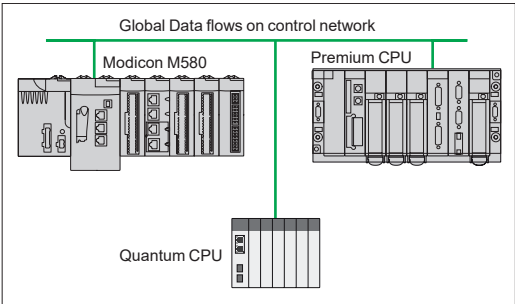 Global Data flows on control network
Modicon M580
Premium CPU
Quantum CPU